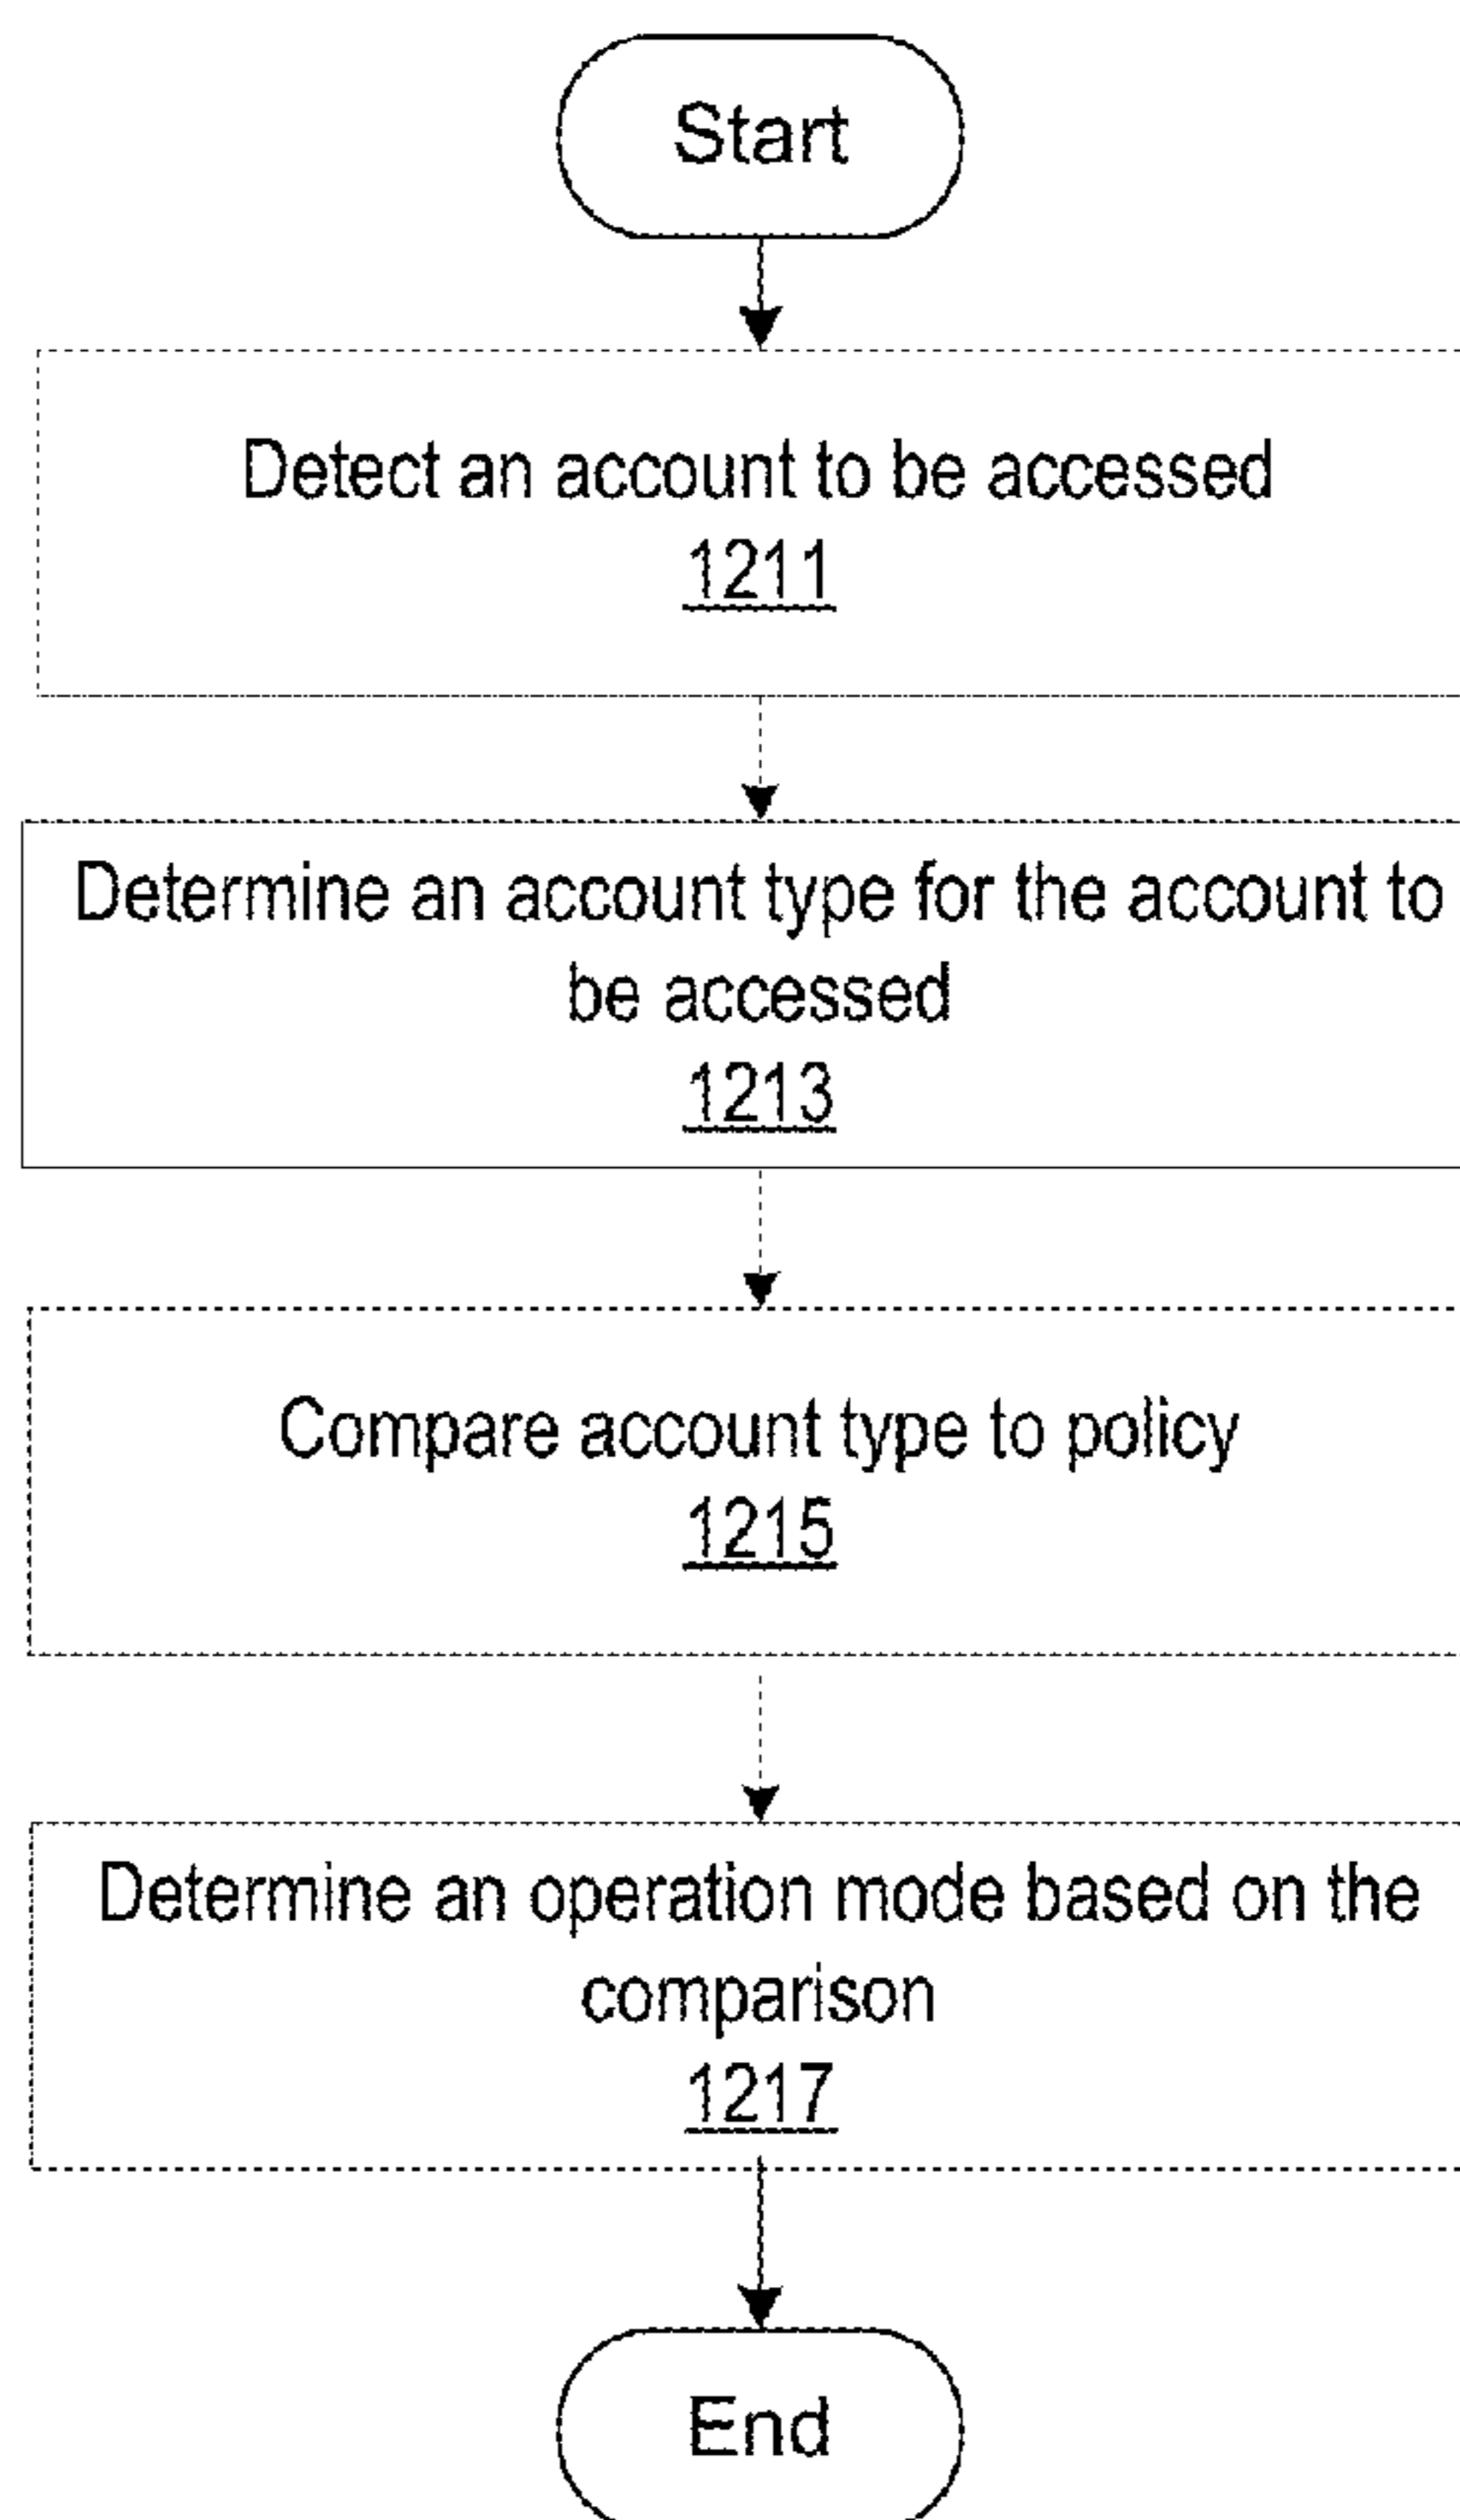 Start
Detect an account to be accessed
1211
Determine an account type for the account to
be accessed
1213
Compare account type to policy
1215
Determine an operation mode based on the
comparison
1217
End